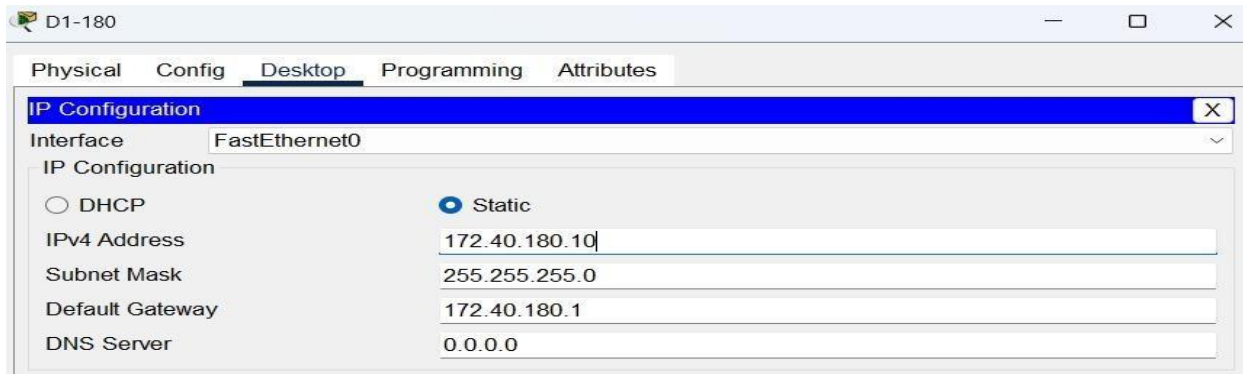 D1-180
Physical Config Desktop Programming Attributes
IP Configuration X
Interface FastEthernet0
IP Configuration
DHCP Static
IPv4 Address 172.40.180.10
Subnet Mask 255.255.255.0
Default Gateway 172.40.180.1
DNS Server 0.0.0.0